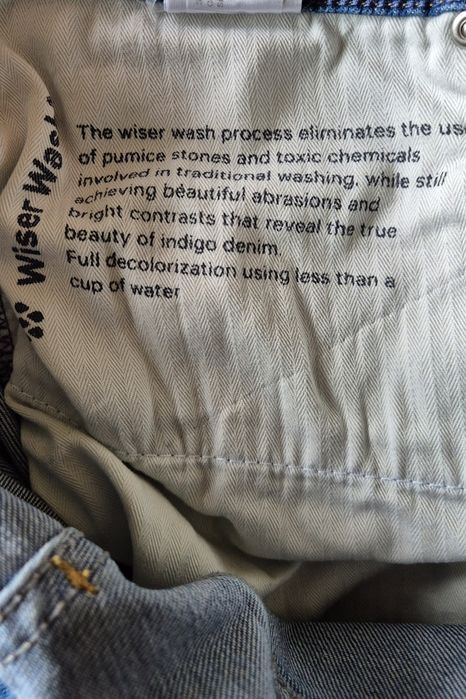 Wiser Wash
The wiser wash process eliminates the us
of pumice stones and toxic chemicals
involved in traditional washing, while still
achieving beautiful abrasions and
bright contrasts that reveal the true
beauty of indigo denim.
Full decolorization using less than a
cup of water